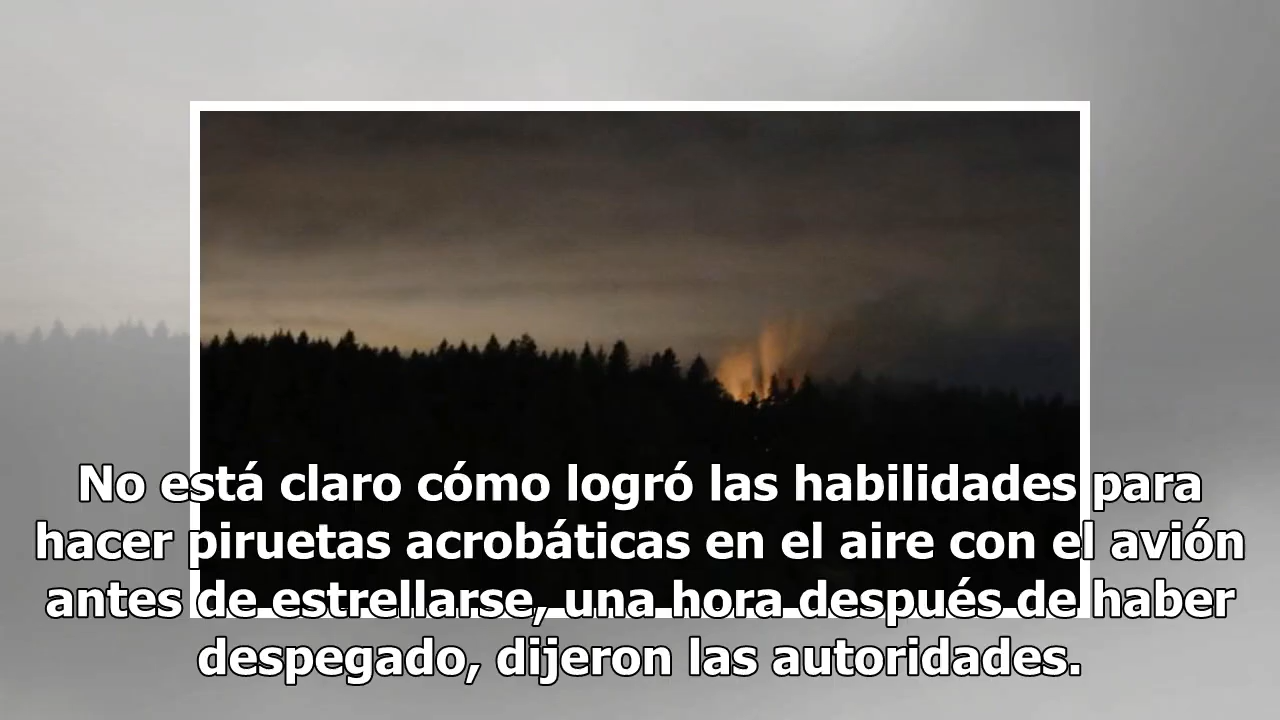 No está claro cómo logró las habilidades para
hacer piruetas acrobáticas en el aire con el avión
antes de estrellarse, una hora después de haber
despegado, dijeron las autoridades.